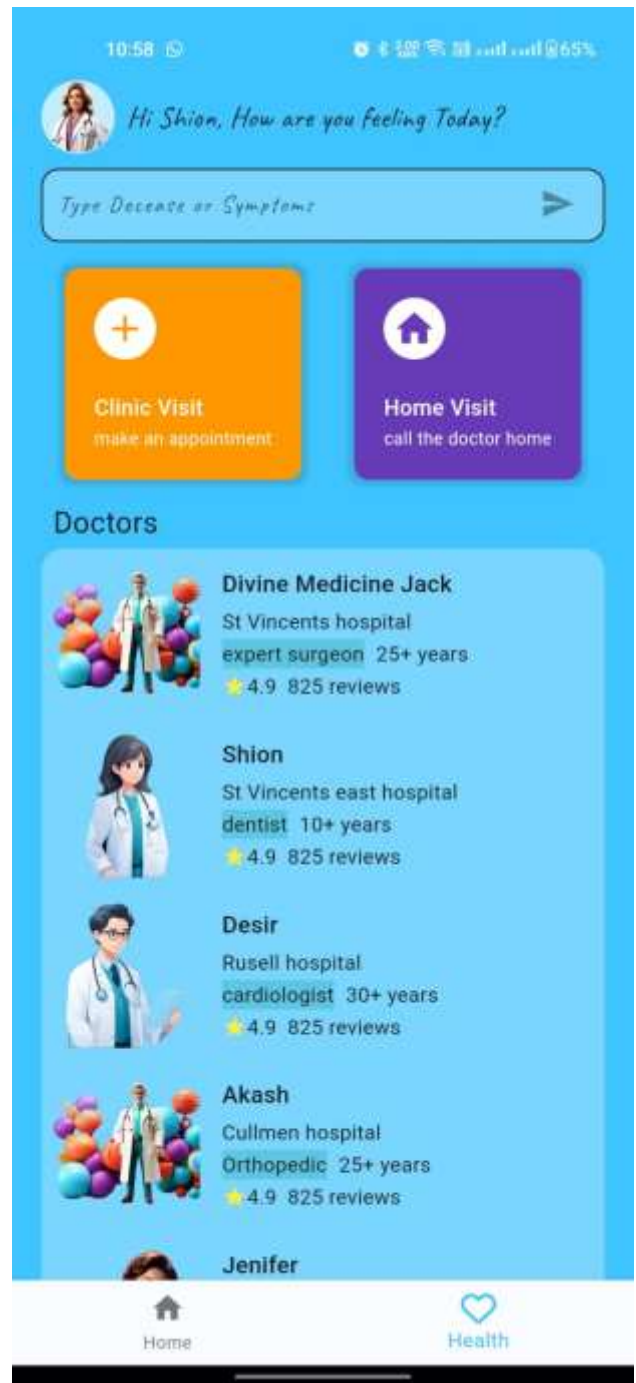 10:58
65%
Hi Shion, How are you feeling Today?
Type Decease or Symptoms
Clinic Visit
make an appointment
Home Visit
call the doctor home
Doctors
Divine Medicine Jack
St Vincents hospital
expert surgeon 25+ years
4.9 825 reviews
Shion
St Vincents east hospital
dentist 10+ years
4.9 825 reviews
Desir
Rusell hospital
cardiologist 30+ years
4.9 825 reviews
Akash
Cullmen hospital
Orthopedic 25+ years
4.9 825 reviews
Jenifer
Home
Health